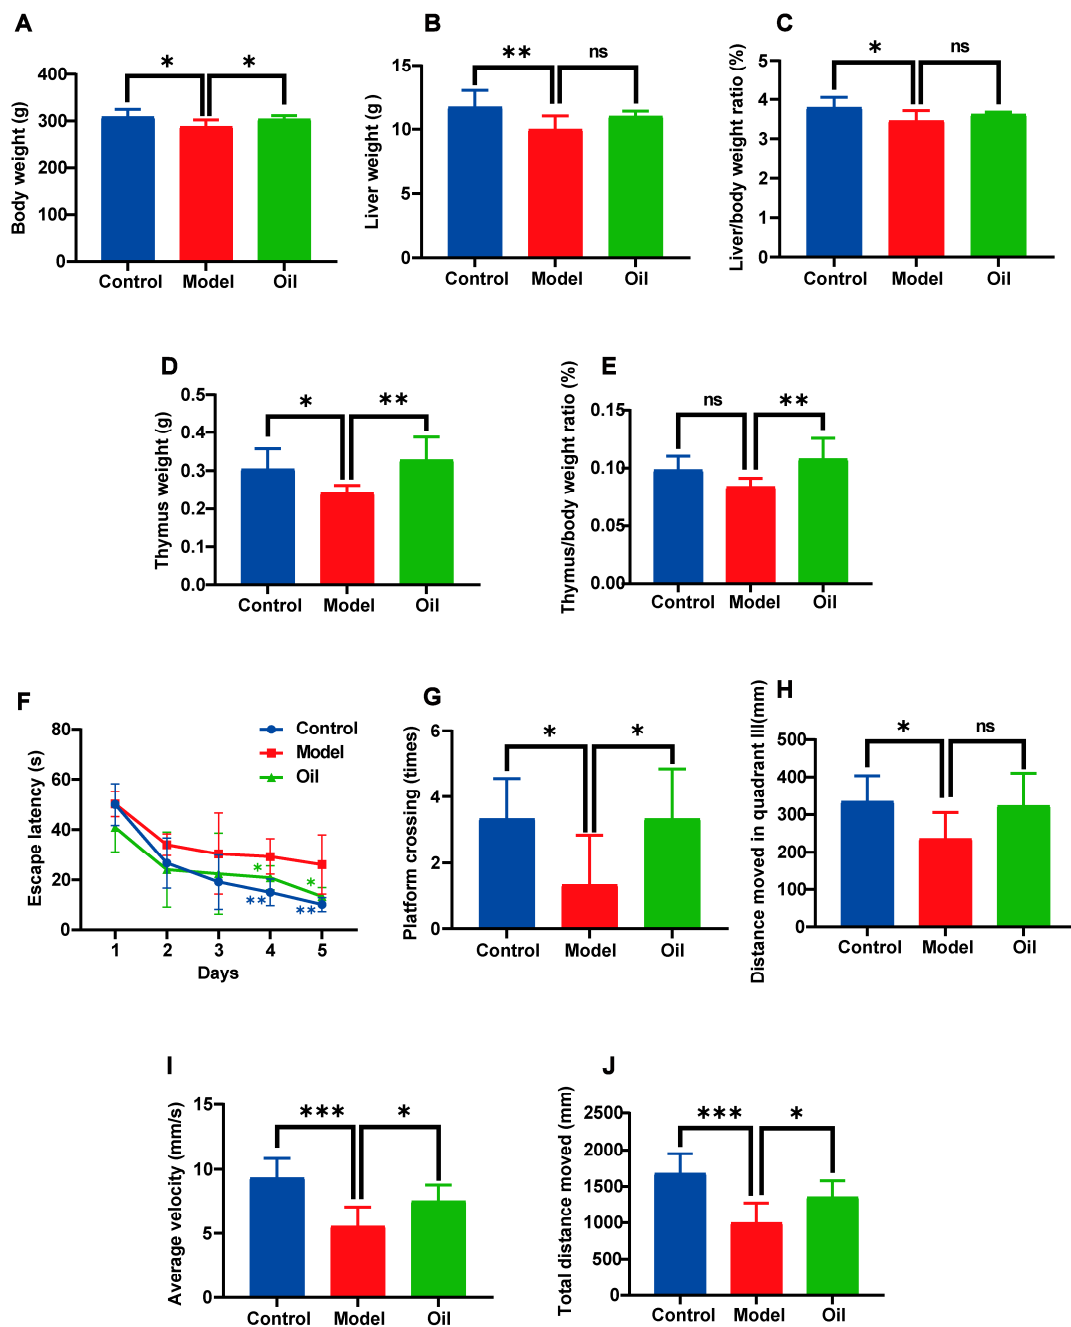 A
Body weight (g)
400
300
200
100
0
* *
Control Model Oil
B
Liver weight (g)
15
10
5
0
** ns
Control Model Oil
C
Liver/body weight ratio (%)
5
4
3
2
1
0
* ns
Control Model Oil
D
Thymus weight (g)
0.5
0.4
0.3
0.2
0.1
0.0
* **
Control Model Oil
E
Thymus/body weight ratio (%)
0.15
0.10
0.05
0.00
ns **
Control Model Oil
F
Escape latency (s)
80
60
40
20
0
Control
Model
Oil
* *
** **
1 2 3 4 5
Days
G
Platform crossing (times)
6
4
2
0
* *
Control Model Oil
H
Distance moved in quadrant III(mm)
500
400
300
200
100
0
* ns
Control Model Oil
I
Average velocity (mm/s)
15
10
5
0
*** *
Control Model Oil
J
Total distance moved (mm)
2500
2000
1500
1000
500
0
*** *
Control Model Oil